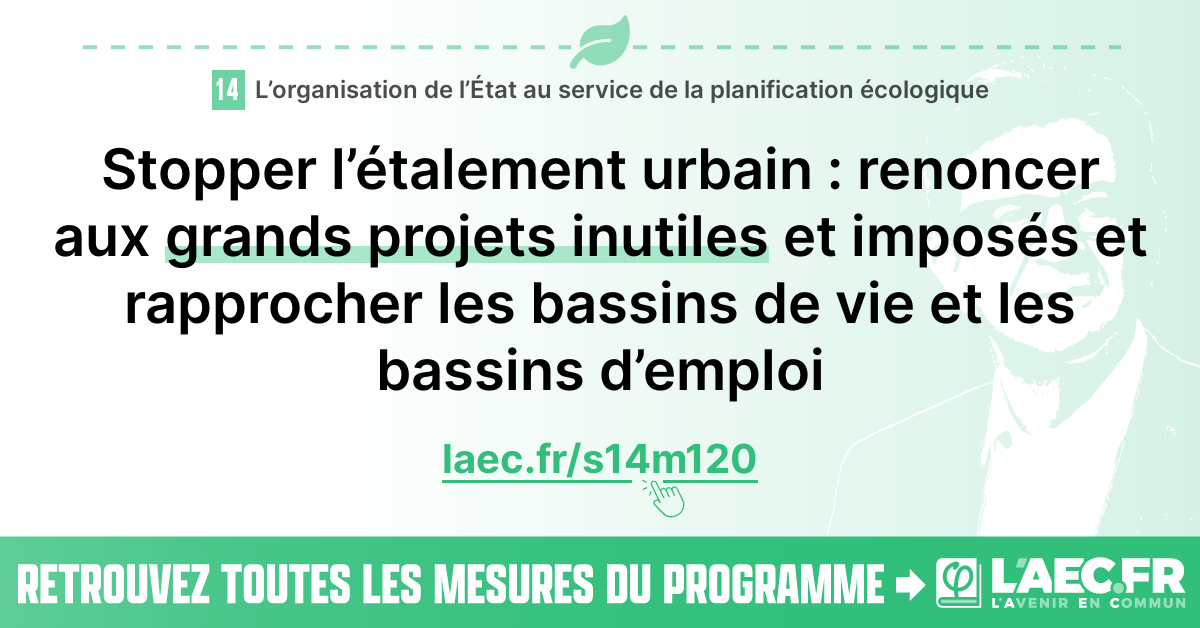 14 L’organisation de l’État au service de la planification écologique
Stopper l’étalement urbain : renoncer
aux grands projets inutiles et imposés et
rapprocher les bassins de vie et les
bassins d’emploi
laec.fr/s14m120
RETROUVEZ TOUTES LES MESURES DU PROGRAMME
φ L'AEC.FR
L'AVENIR EN COMMUN